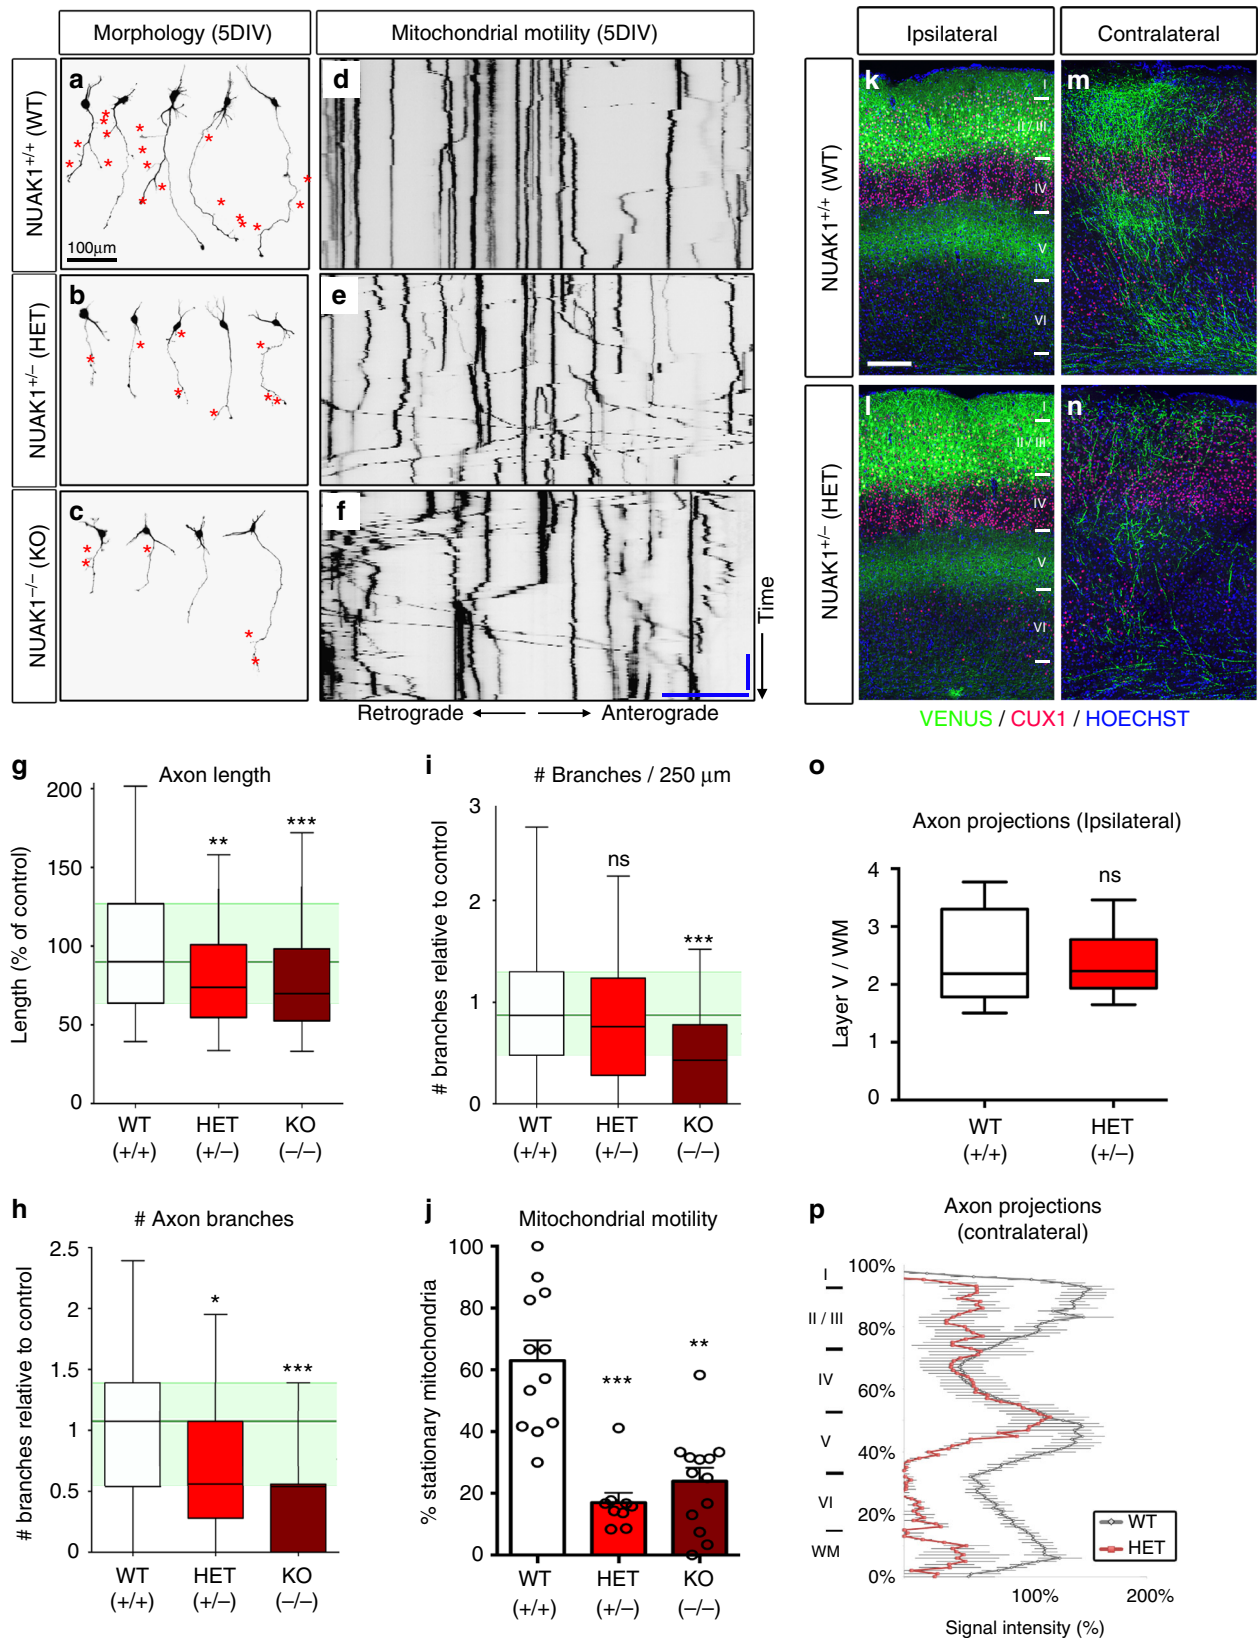 Morphology (5DIV)
Mitochondrial motility (5DIV)
Ipsilateral
Contralateral
NUAK1+/+ (WT)
a
* * * * * * * * * * * * * * * * *
100µm
d
NUAK1+/– (HET)
b
e
NUAK1–/– (KO)
c
f
Time
Retrograde
Anterograde
NUAK1+/+ (WT)
k
I
II / III
IV
V
VI
m
NUAK1+/– (HET)
l
I
II / III
IV
V
VI
n
VENUS / CUX1 / HOECHST
g
Axon length
Length (% of control)
200
150
100
50
0
**
***
WT
(+/+)
HET
(+/–)
KO
(–/–)
i
# Branches / 250 µm
# branches relative to control
3
2
1
0
ns
***
WT
(+/+)
HET
(+/–)
KO
(–/–)
o
Axon projections (Ipsilateral)
Layer V / WM
4
3
2
1
0
ns
WT
(+/+)
HET
(+/–)
h
# Axon branches
# branches relative to control
2.5
2
1.5
1
0.5
0
*
***
WT
(+/+)
HET
(+/–)
KO
(–/–)
j
Mitochondrial motility
% stationary mitochondria
100
80
60
40
20
0
***
**
WT
(+/+)
HET
(+/–)
KO
(–/–)
p
Axon projections
(contralateral)
I
II / III
IV
V
VI
WM
100%
80%
60%
40%
20%
0%
WT
HET
100%
200%
Signal intensity (%)